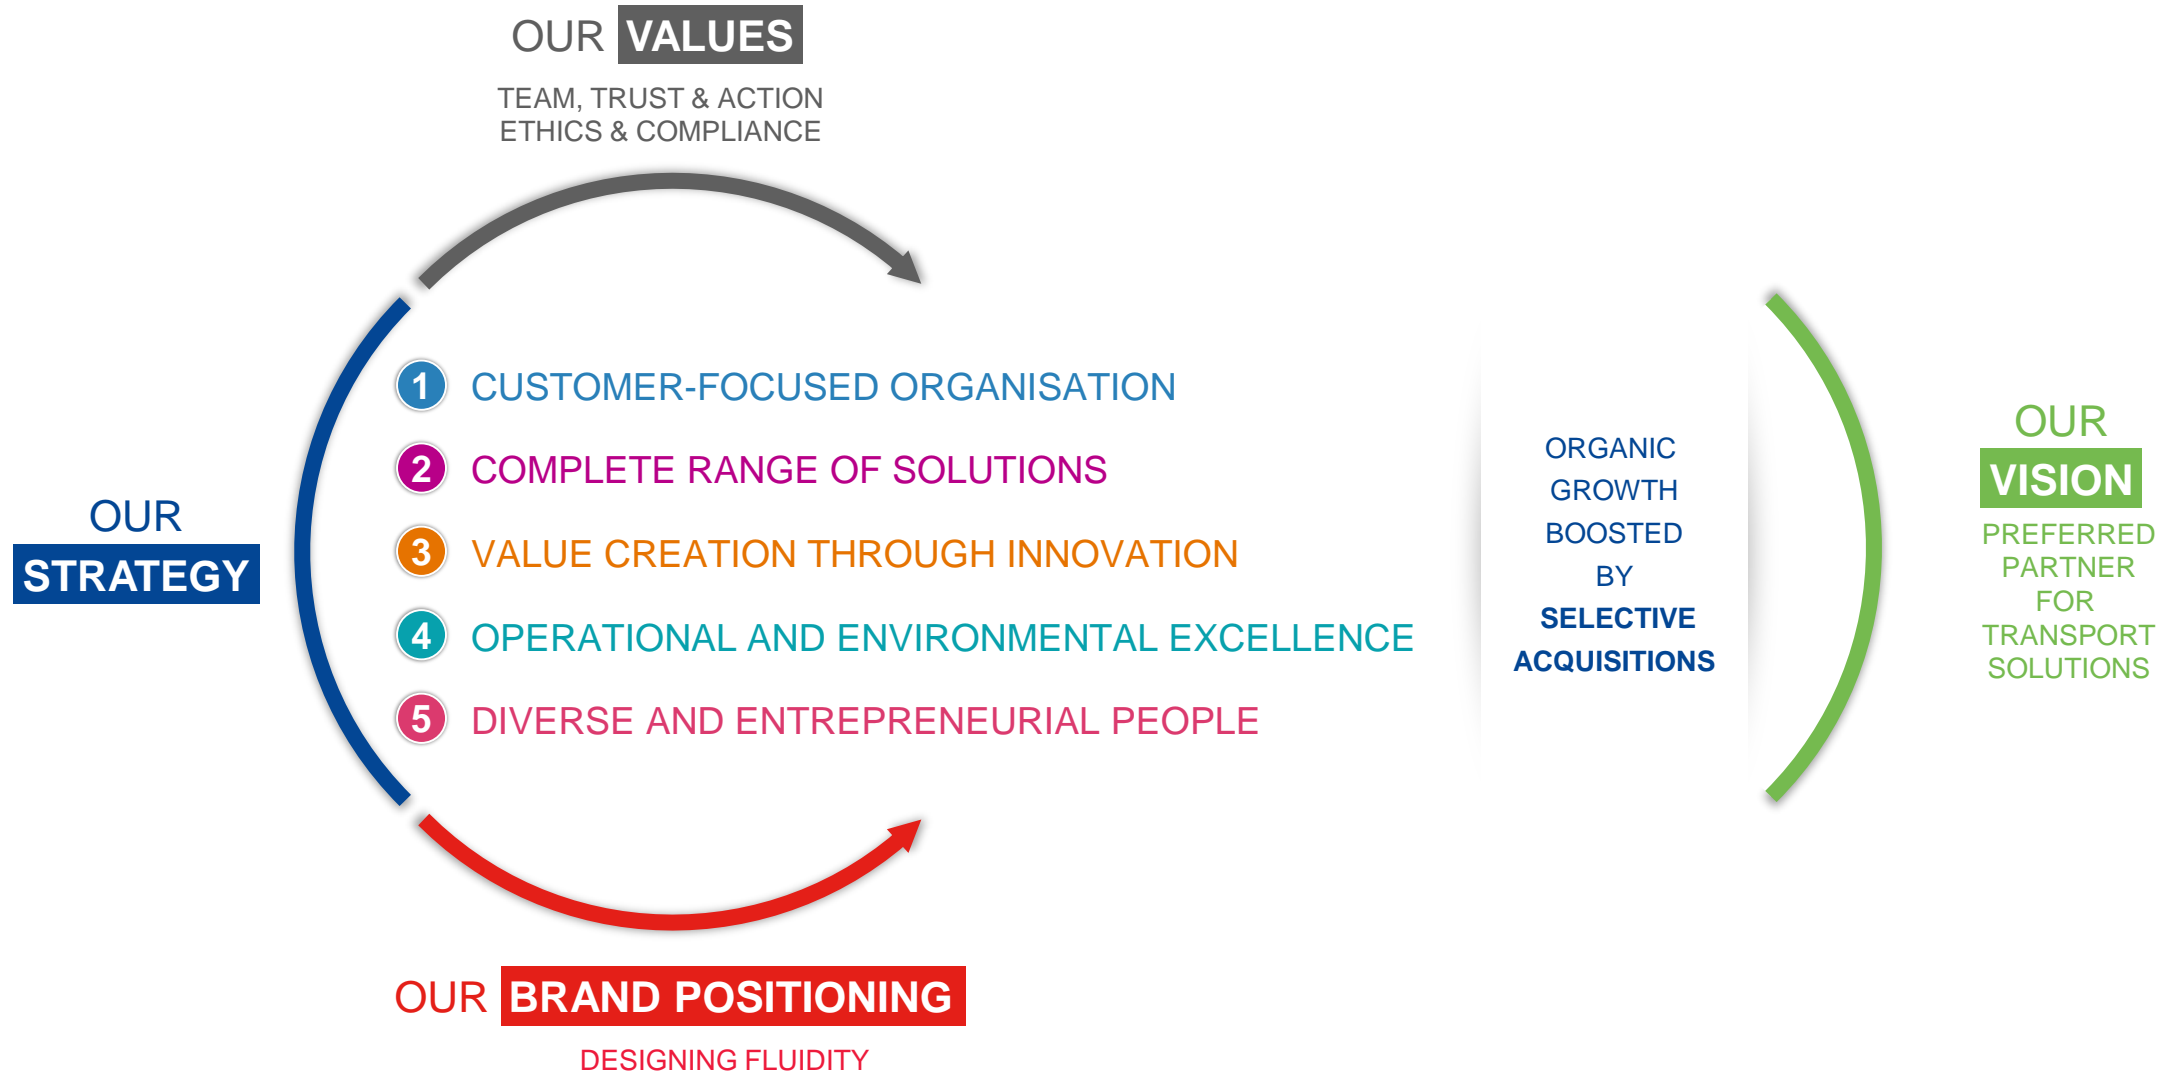 OUR VALUES
TEAM, TRUST & ACTION
ETHICS & COMPLIANCE
OUR
STRATEGY
1 CUSTOMER-FOCUSED ORGANISATION
2 COMPLETE RANGE OF SOLUTIONS
3 VALUE CREATION THROUGH INNOVATION
4 OPERATIONAL AND ENVIRONMENTAL EXCELLENCE
5 DIVERSE AND ENTREPRENEURIAL PEOPLE
ORGANIC
GROWTH
BOOSTED
BY
SELECTIVE
ACQUISITIONS
OUR
VISION
PREFERRED
PARTNER
FOR
TRANSPORT
SOLUTIONS
OUR BRAND POSITIONING
DESIGNING FLUIDITY